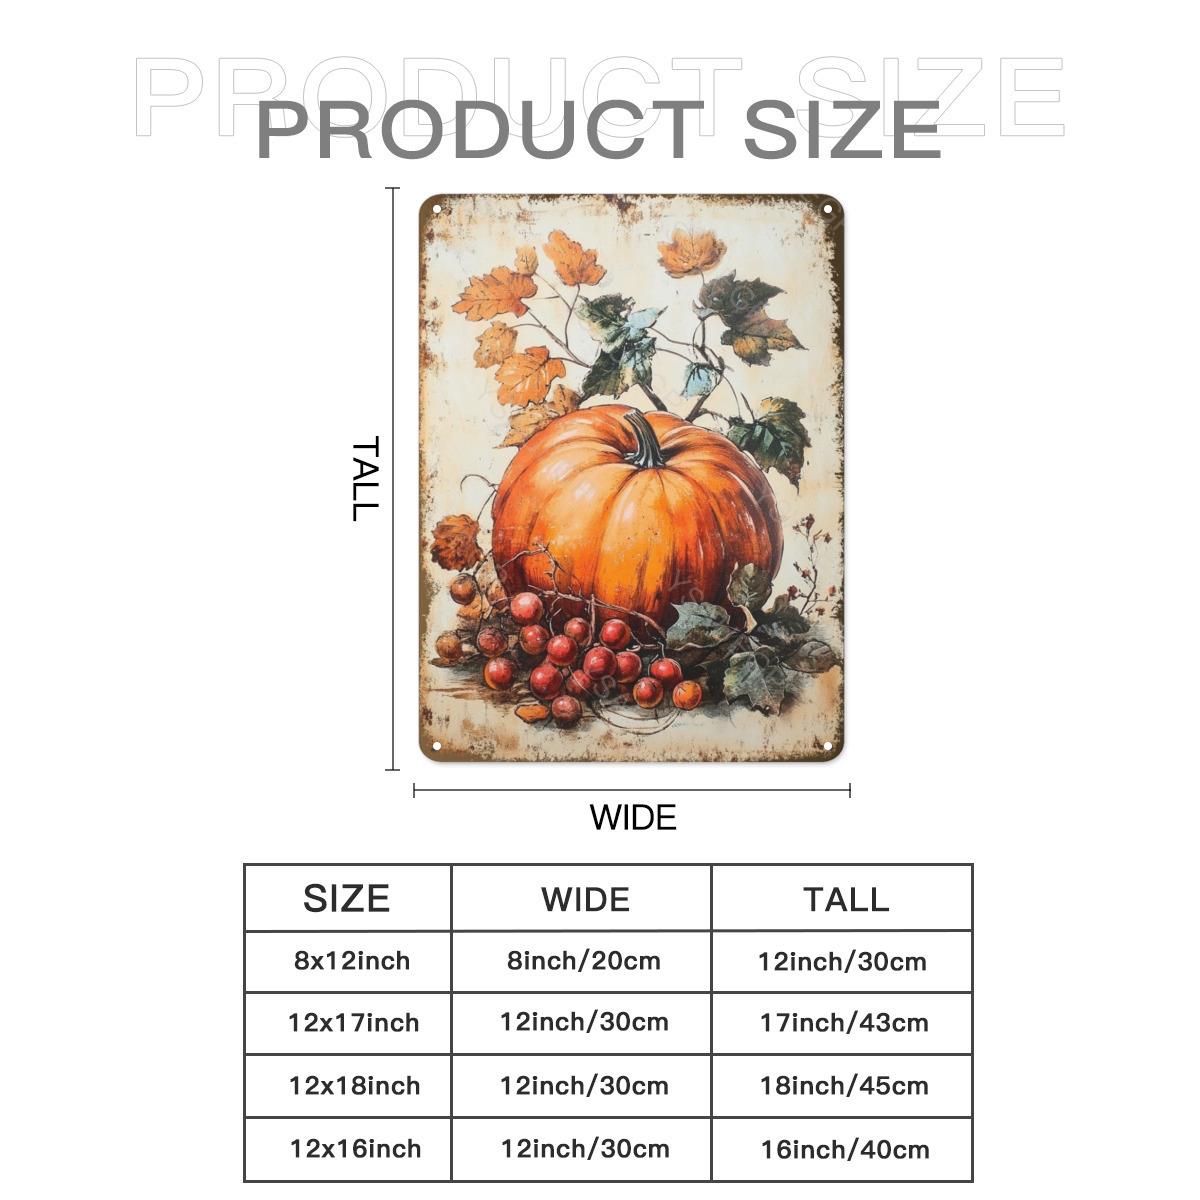 PRODUCT SIZE
PRODUCT SIZE
TALL
WIDE
SIZE WIDE TALL
8x12inch 8inch/20cm 12inch/30cm
12x17inch 12inch/30cm 17inch/43cm
12x18inch 12inch/30cm 18inch/45cm
12x16inch 12inch/30cm 16inch/40cm